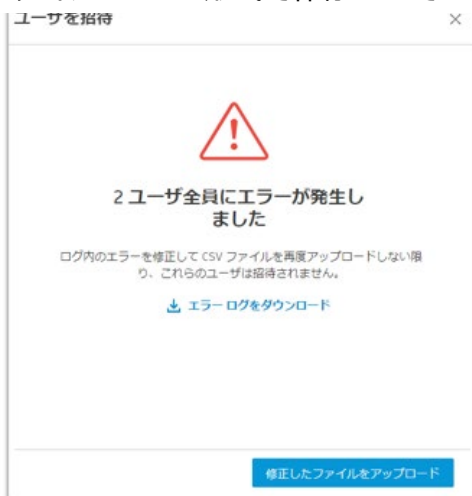 ユーザを招待
2 ユーザ全員にエラーが発生し
ました
ログ内のエラーを修正して CSV ファイルを再度アップロードしない限
り、これらのユーザは招待されません。
エラー ログをダウンロード
修正したファイルをアップロード